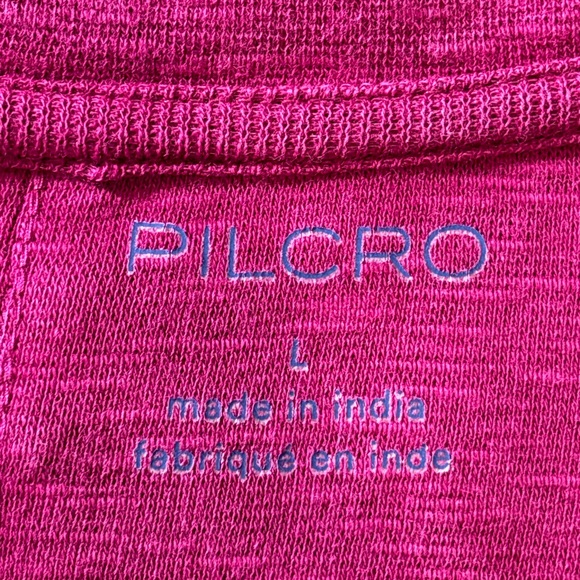 PILCRO
L
made in india
fabriqué en inde